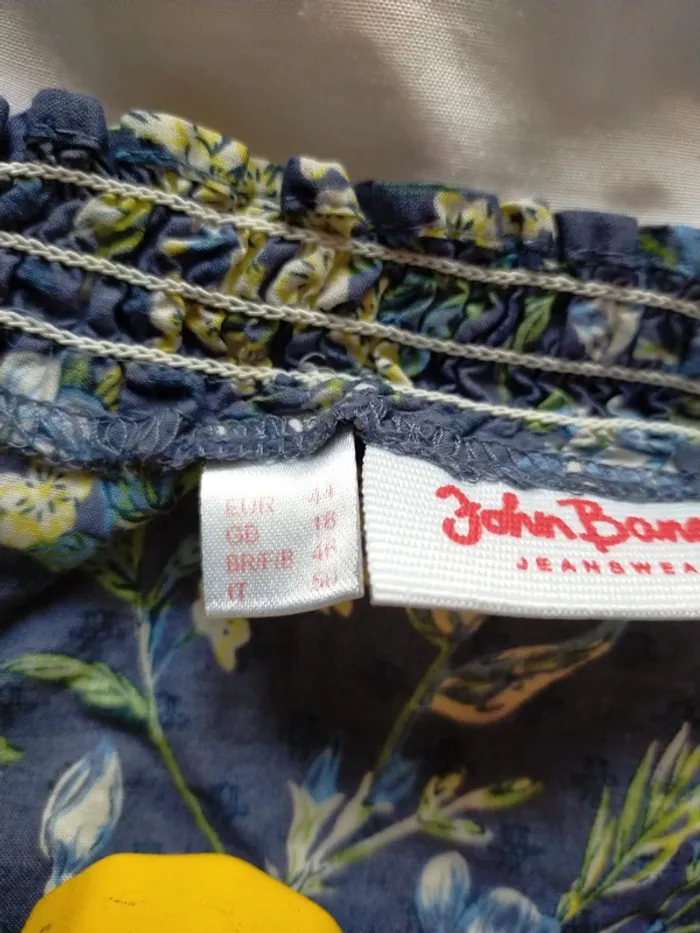 EUR 44
GB 18
BR/F/B 46
IT 50
John Bane
JEANSWEA